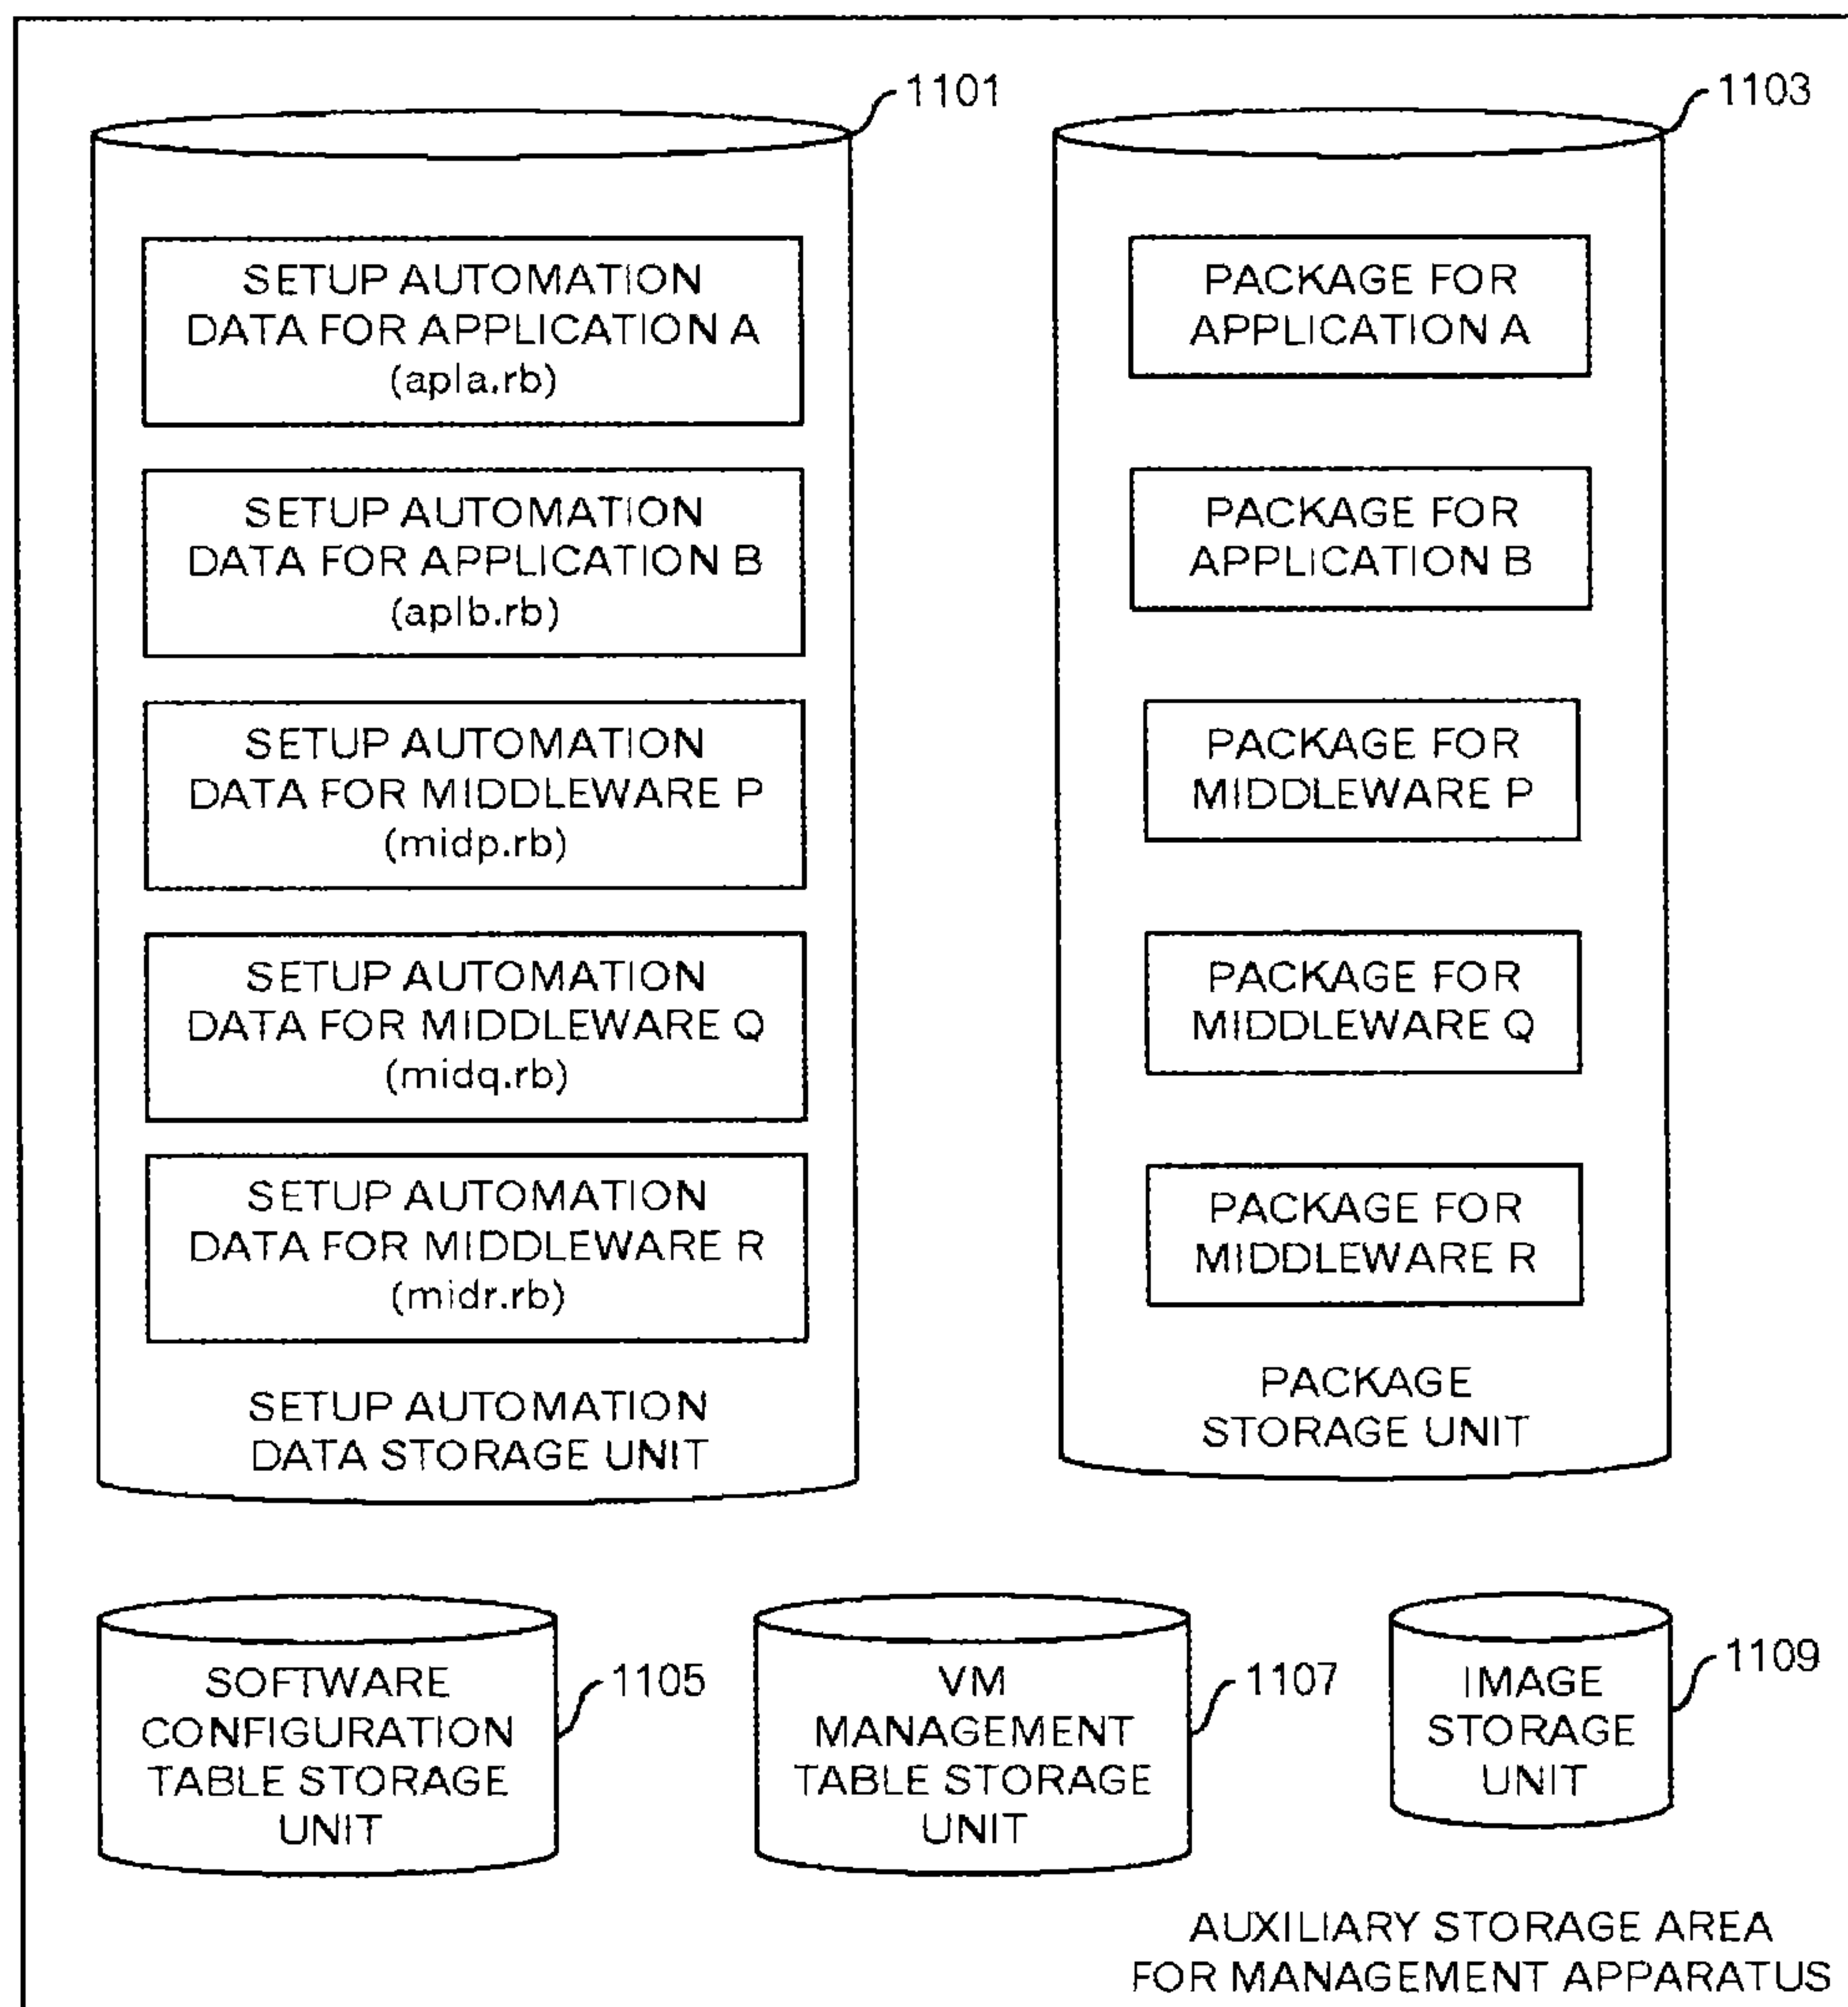 1101
SETUP AUTOMATION
DATA FOR APPLICATION A
(apla.rb)
SETUP AUTOMATION
DATA FOR APPLICATION B
(aplb.rb)
SETUP AUTOMATION
DATA FOR MIDDLEWARE P
(midp.rb)
SETUP AUTOMATION
DATA FOR MIDDLEWARE Q
(midq.rb)
SETUP AUTOMATION
DATA FOR MIDDLEWARE R
(midr.rb)
SETUP AUTOMATION
DATA STORAGE UNIT
1103
PACKAGE FOR
APPLICATION A
PACKAGE FOR
APPLICATION B
PACKAGE FOR
MIDDLEWARE P
PACKAGE FOR
MIDDLEWARE Q
PACKAGE FOR
MIDDLEWARE R
PACKAGE
STORAGE UNIT
SOFTWARE
CONFIGURATION
TABLE STORAGE
UNIT
1105
VM
MANAGEMENT
TABLE STORAGE
UNIT
1107
IMAGE
STORAGE
UNIT
1109
AUXILIARY STORAGE AREA
FOR MANAGEMENT APPARATUS